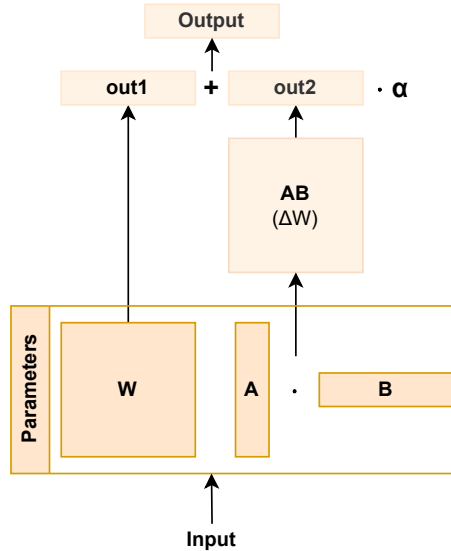 Output
out1 + out2 · α
AB
(ΔW)
Parameters
W A · B
Input